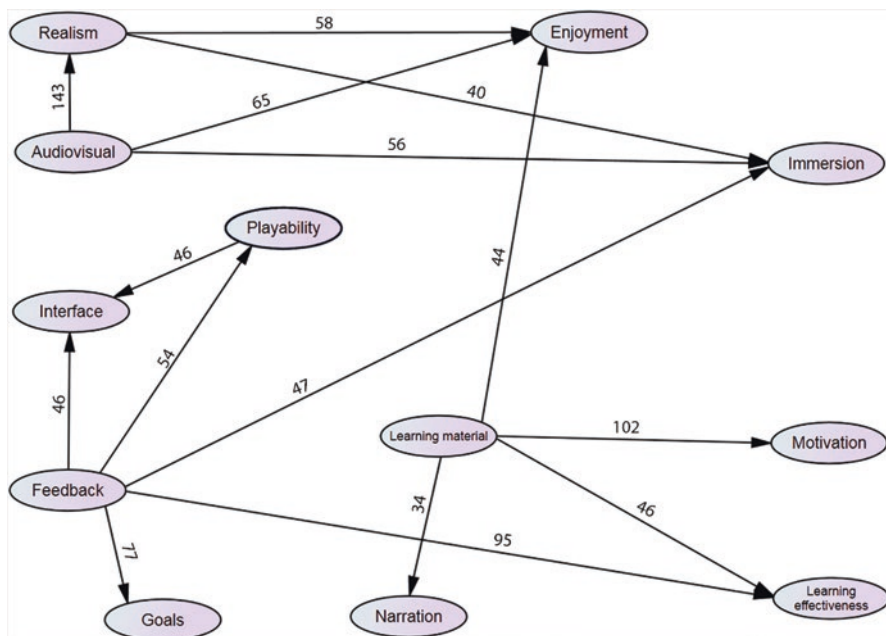 Realism
58
Enjoyment
143
65
40
Audiovisual
56
Immersion
Playability
46
44
Interface
54
46
47
Learning material
102
Motivation
Feedback
34
46
95
77
Learning
effectiveness
Goals
Narration